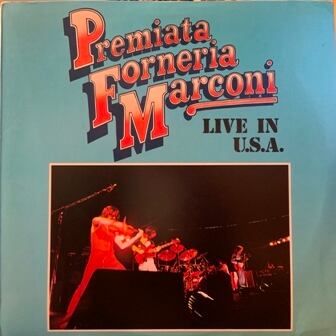 Premiata
Forneria
Marconi
LIVE IN
U.S.A.